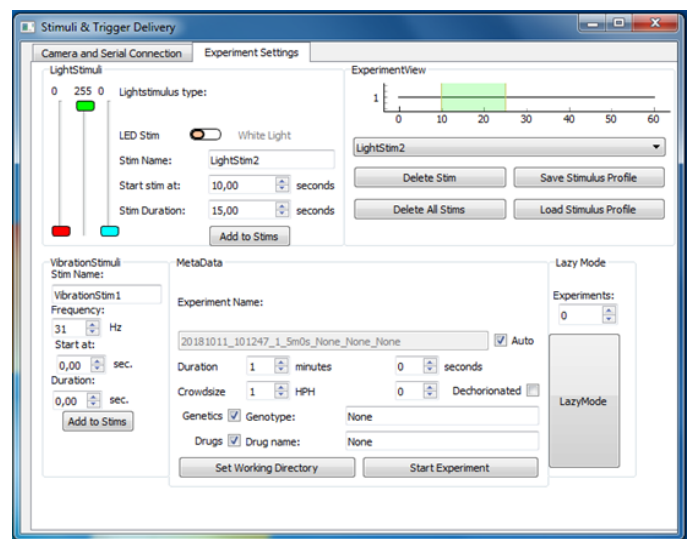 Stimuli & Trigger Delivery
Camera and Serial Connection
Experiment Settings
LightStimuli
0 255 0
Lightstimulus type:
LED Stim
White Light
Stim Name:
LightStim2
Start stim at:
10,00
seconds
Stim Duration:
15,00
seconds
Add to Stims
ExperimentView
1
0 10 20 30 40 50 60
LightStim2
Delete Stim
Save Stimulus Profile
Delete All Stims
Load Stimulus Profile
VibrationStimuli
Stim Name:
VibrationStim1
Frequency:
31 Hz
Start at:
0,00 sec.
Duration:
0,00 sec.
Add to Stims
MetaData
Experiment Name:
20181011_101247_1_5m0s_None_None_None
Auto
Duration 1 minutes 0 seconds
Crowdsize 1 HPH 0 Dechorionated
Genetics Genotype: None
Drugs Drug name: None
Set Working Directory
Start Experiment
Lazy Mode
Experiments:
0
LazyMode